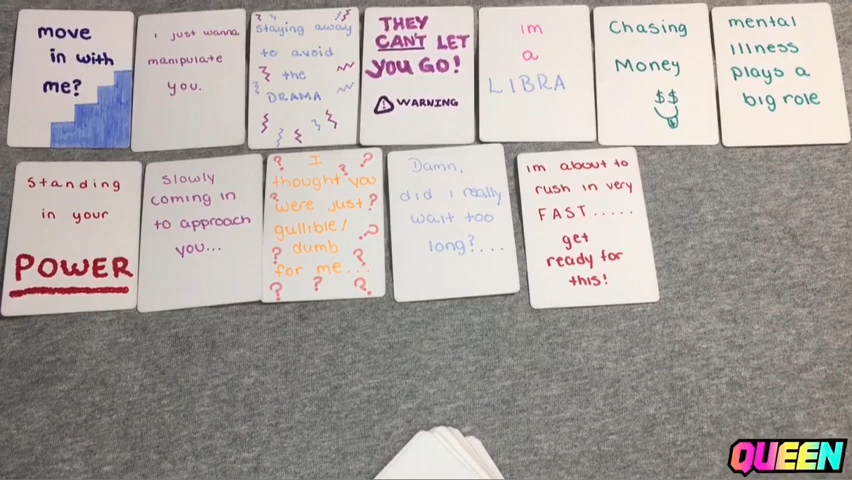 move
in with
me?
i just wanna
manipulate
you.
Staying away
to avoid
the
DRAMA
THEY
CAN'T LET
YOU GO!
WARNING
Im
a
LIBRA
Chasing
Money
$$
mental
illness
plays a
big role
Standing
in your
POWER
Slowly
coming in
to approach
you...
? I ?
thought you
were just
gullible/
dumb
for me...
Damn,
did i really
wait too
long?...
im about to
rush in very
FAST.....
get
ready for
this!
QUEEN